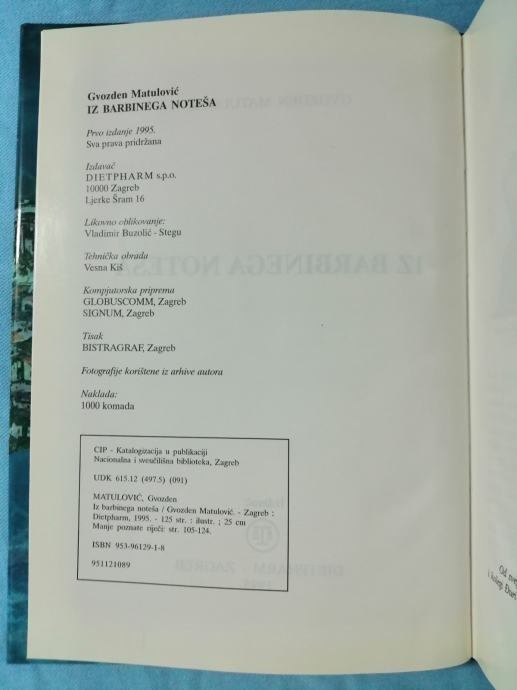 Gvozden Matulović
IZ BARBINEGA NOTEŠA
Prvo izdanje 1995.
Sva prava pridržana
Izdavač
DIETPHARM s.p.o.
10000 Zagreb
Ljerke Šram 16
Likovno oblikovanje:
Vladimir Buzolić - Stegu
Tehnička obrada
Vesna Kiš
Kompjutorska priprema
GLOBUSCOMM, Zagreb
SIGNUM, Zagreb
Tisak
BISTRAGRAF, Zagreb
Fotografije korištene iz arhive autora
Naklada:
1000 komada
CIP - Katalogizacija u publikaciji
Nacionalna i sveučilišna biblioteka, Zagreb
UDK 615.12 (497.5) (091)
MATULOVIĆ, Gvozden
Iz barbinega noteša / Gvozden Matulović. - Zagreb :
Dietpharm, 1995. - 125 str. : ilustr. ; 25 cm
Manje poznate riječi: str. 105-124.
ISBN 953-96129-1-8
951121089
Od
i kolegi